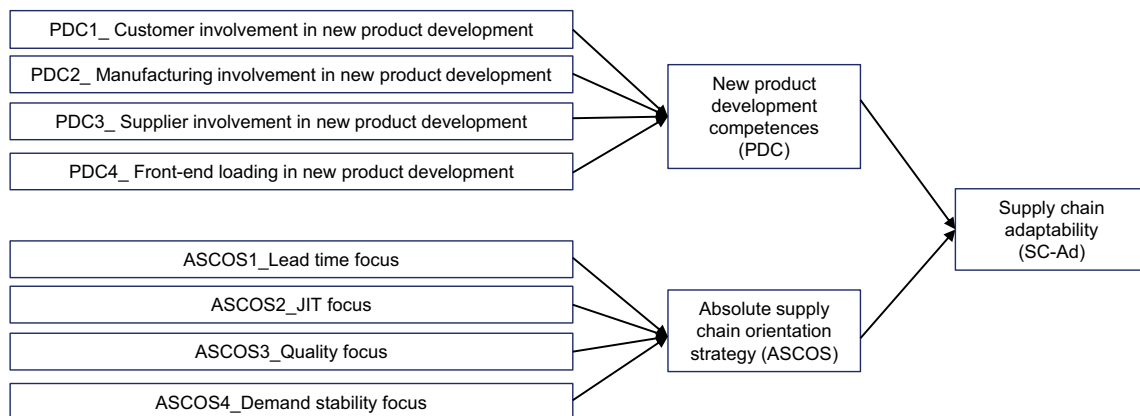 PDC1_ Customer involvement in new product development
PDC2_ Manufacturing involvement in new product development
PDC3_ Supplier involvement in new product development
PDC4_ Front-end loading in new product development
New product
development
competences
(PDC)
Supply chain
adaptability
(SC-Ad)
ASCOS1_Lead time focus
ASCOS2_JIT focus
ASCOS3_Quality focus
ASCOS4_Demand stability focus
Absolute supply
chain orientation
strategy (ASCOS)